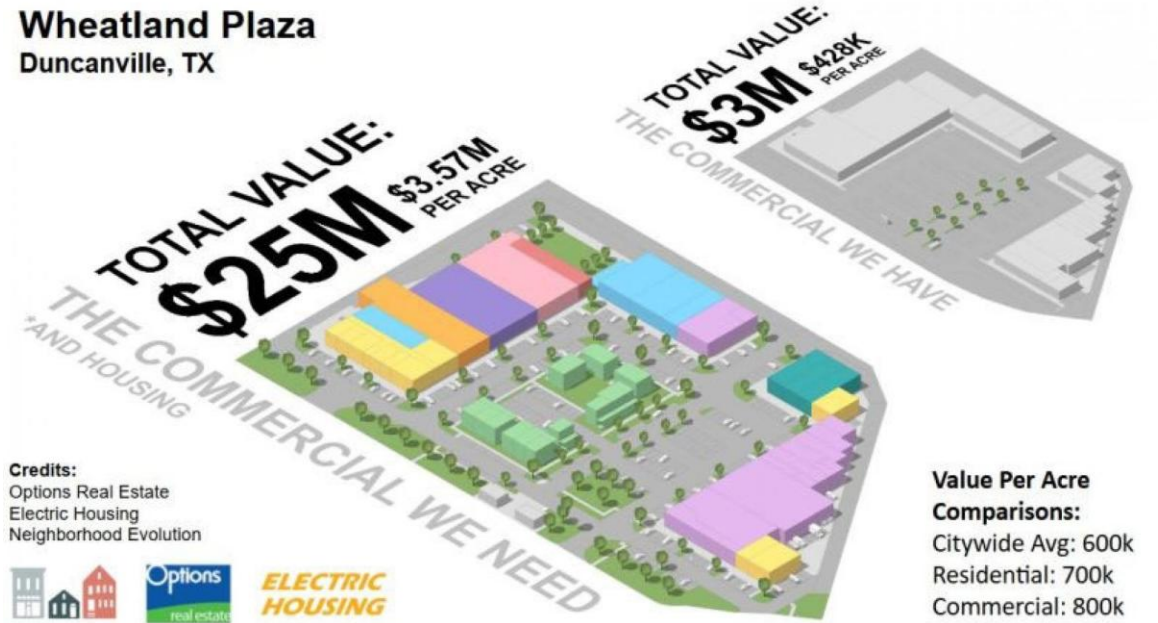 Wheatland Plaza
Duncanville, TX
TOTAL VALUE:
$25M
$3.57M
PER ACRE
THE COMMERCIAL WE NEED
*AND HOUSING
TOTAL VALUE:
$3M
$428K
PER ACRE
THE COMMERCIAL WE HAVE
Credits:
Options Real Estate
Electric Housing
Neighborhood Evolution
Options
real estate
ELECTRIC
HOUSING
Value Per Acre
Comparisons:
Citywide Avg: 600k
Residential: 700k
Commercial: 800k